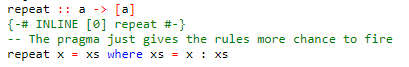 repeat :: a -> [a]
{-# INLINE [0] repeat #-}
-- The pragma just gives the rules more chance to fire
repeat x = xs where xs = x : xs